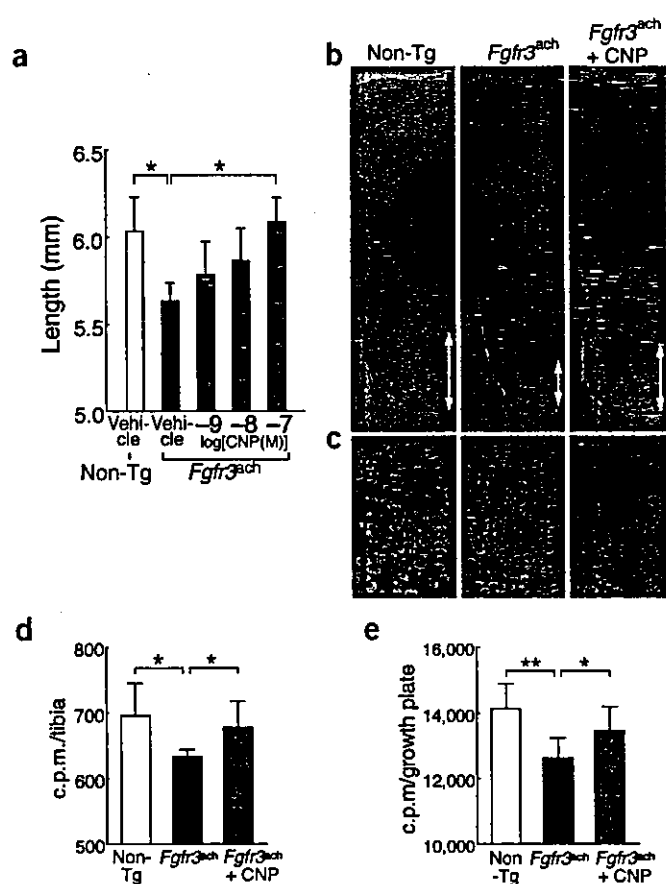 a
6.5
6.0
5.5
5.0
Length (mm)
* *
Vehi-
cle
Vehi-
cle
–9 –8 –7
log[CNP(M)]
Non-Tg
Fgfr3ach
b
Non-Tg
Fgfr3ach
Fgfr3ach
+ CNP
c
d
800
700
600
500
c.p.m./tibia
* *
Non-
Tg
Fgfr3ach
Fgfr3ach
+ CNP
e
16,000
14,000
12,000
10,000
c.p.m/growth plate
** *
Non
-Tg
Fgfr3ach
Fgfr3ach
+ CNP